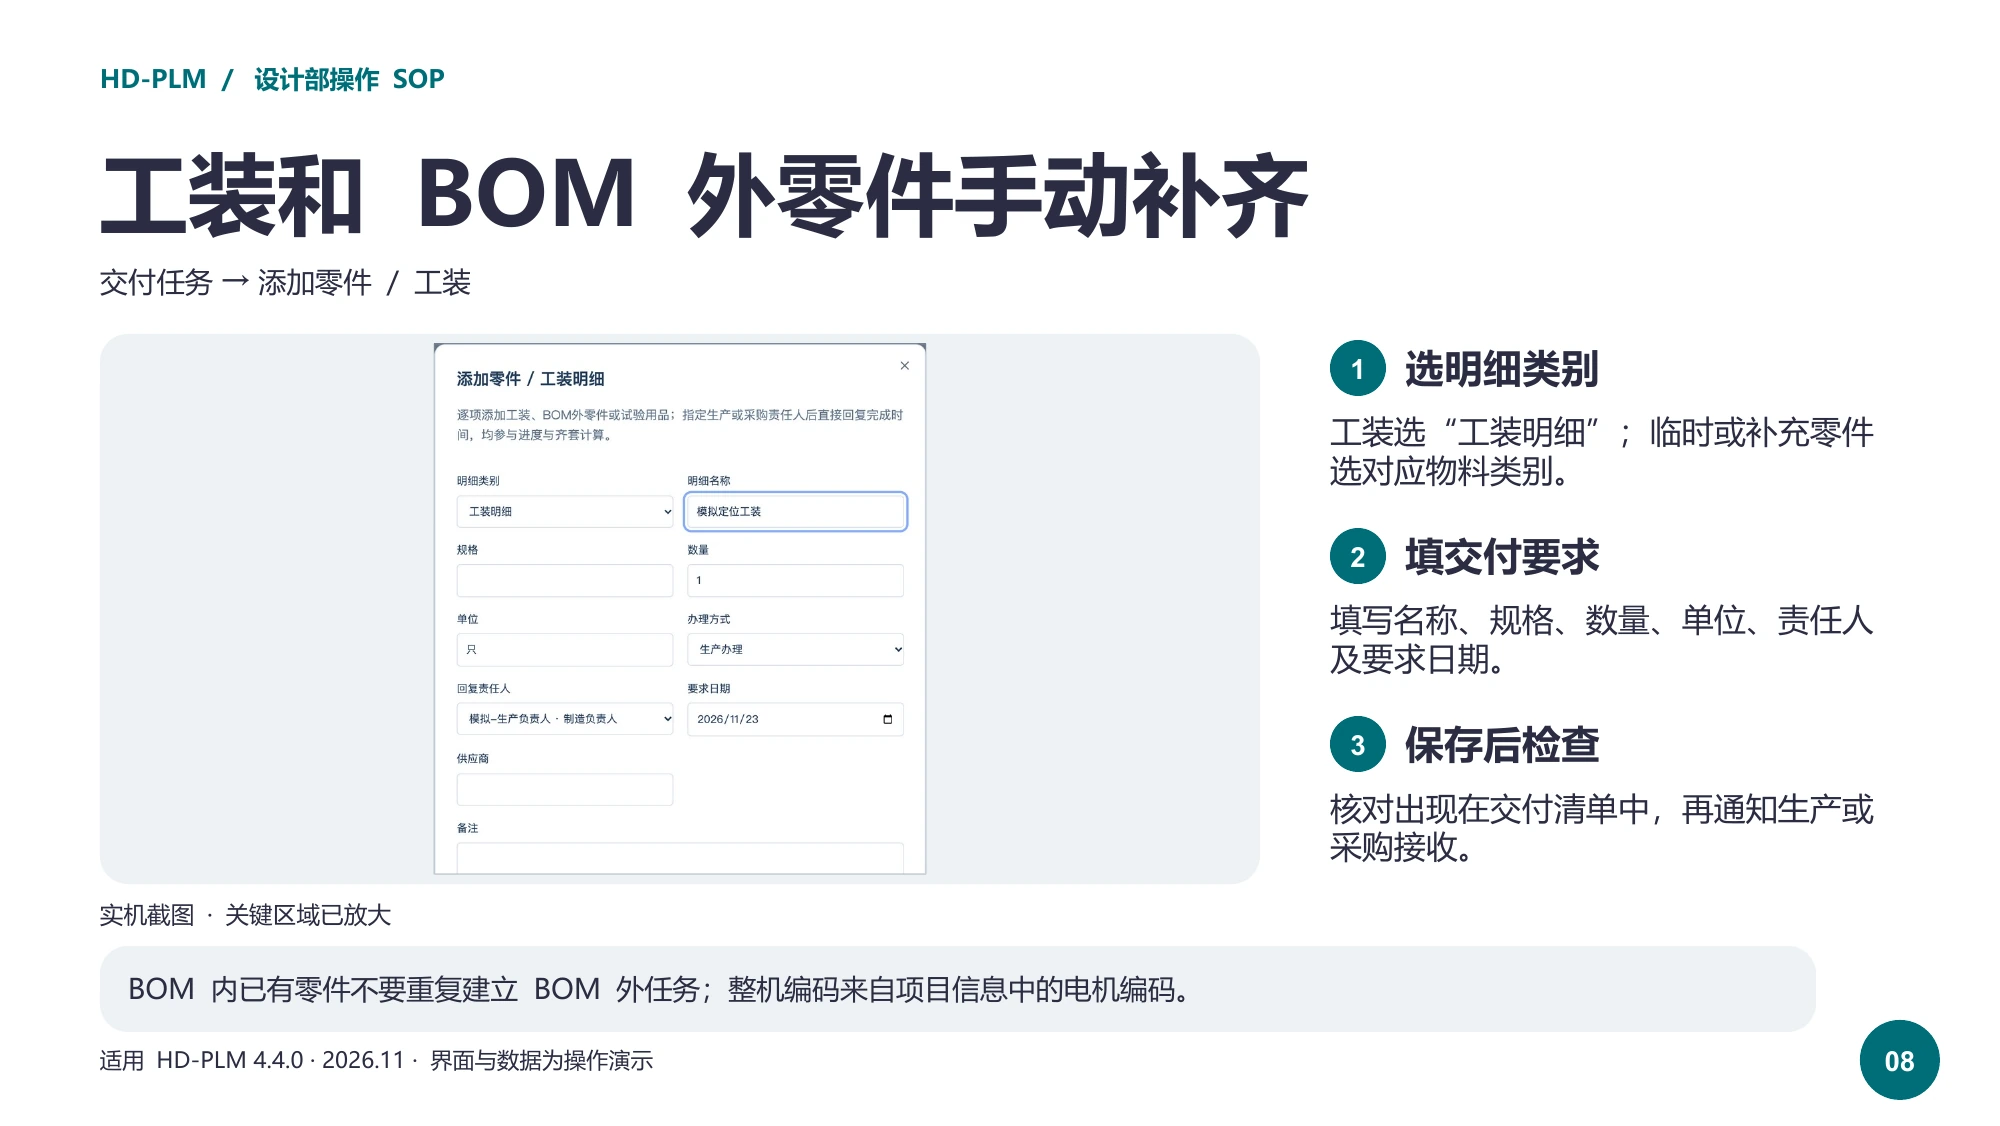 HD-PLM / 设计部操作 SOP
工装和 BOM 外零件手动补齐
交付任务 → 添加零件 / 工装
添加零件 / 工装明细
×
逐项添加工装、BOM外零件或试验用品；指定生产或采购责任人后直接回复完成时
间，均参与进度与齐套计算。
明细类别
明细名称
工装明细
模拟定位工装
规格
数量
1
单位
办理方式
只
生产办理
回复责任人
要求日期
模拟-生产负责人 · 制造负责人
2026/11/23
供应商
备注
1 选明细类别
工装选“工装明细”；临时或补充零件
选对应物料类别。
2 填交付要求
填写名称、规格、数量、单位、责任人
及要求日期。
3 保存后检查
核对出现在交付清单中，再通知生产或
采购接收。
实机截图 · 关键区域已放大
BOM 内已有零件不要重复建立 BOM 外任务；整机编码来自项目信息中的电机编码。
适用 HD-PLM 4.4.0 · 2026.11 · 界面与数据为操作演示
08